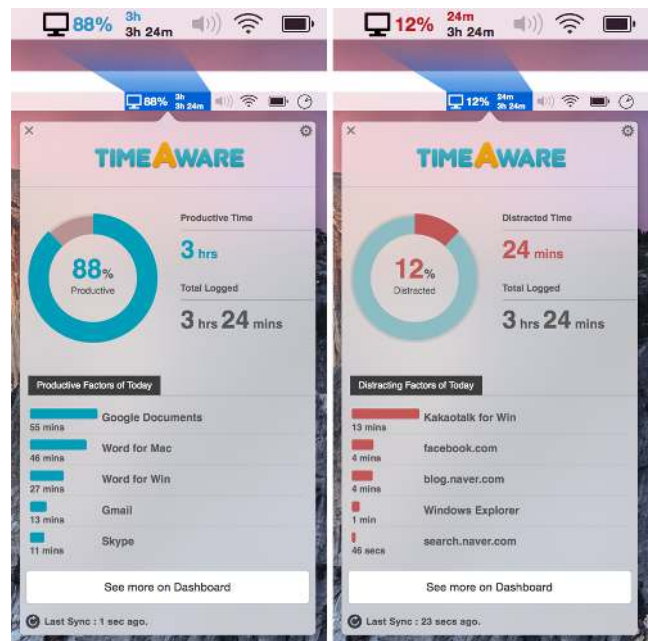 88%
3h
3h 24m
88%
3h
3h 24m
×
TIMEAWARE
Productive Time
3 hrs
88%
Productive
Total Logged
3 hrs 24 mins
Productive Factors of Today
Google Documents
55 mins
Word for Mac
46 mins
Word for Win
27 mins
Gmail
13 mins
Skype
11 mins
See more on Dashboard
Last Sync : 1 sec ago.
12%
24m
3h 24m
12%
24m
3h 24m
×
TIMEAWARE
Distracted Time
24 mins
12%
Distracted
Total Logged
3 hrs 24 mins
Distracting Factors of Today
Kakaotalk for Win
13 mins
facebook.com
4 mins
blog.naver.com
4 mins
Windows Explorer
1 min
search.naver.com
46 secs
See more on Dashboard
Last Sync : 23 secs ago.